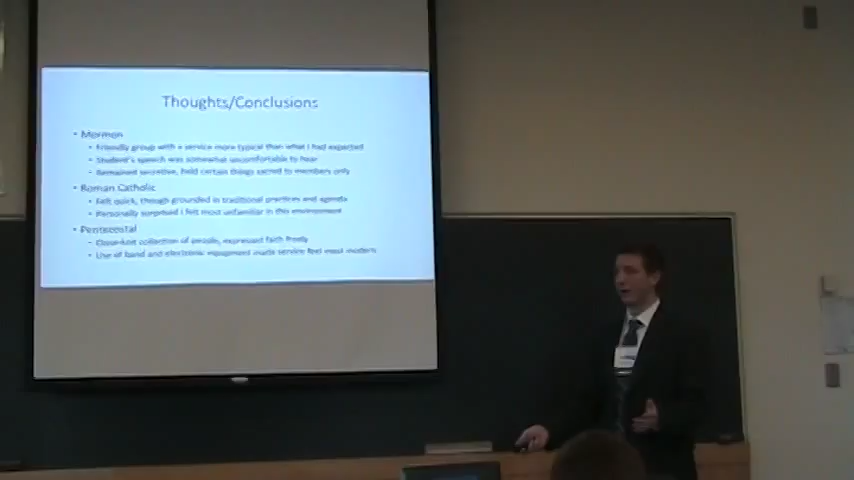 Thoughts/Conclusions
• Mormon
• Friendly group with a service more typical than what I had expected
• Student's speech was somewhat uncomfortable to hear
• Remained secretive, held certain things sacred to members only
• Roman Catholic
• Felt quick, though grounded in traditional practices and agenda
• Personally surprised I felt most unfamiliar in this environment
• Pentecostal
– Close-knit collection of people, expressed faith freely
• Use of band and electronic equipment made service feel most modern